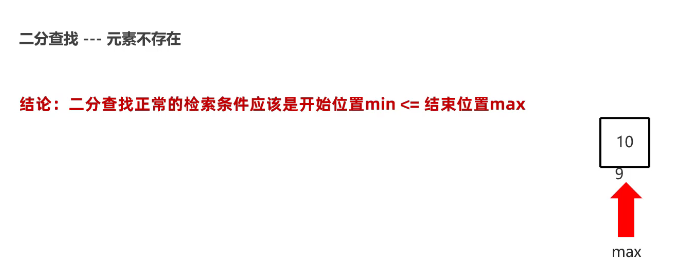 二分查找 --- 元素不存在
结论：二分查找正常的检索条件应该是开始位置min <= 结束位置max
10
9
max